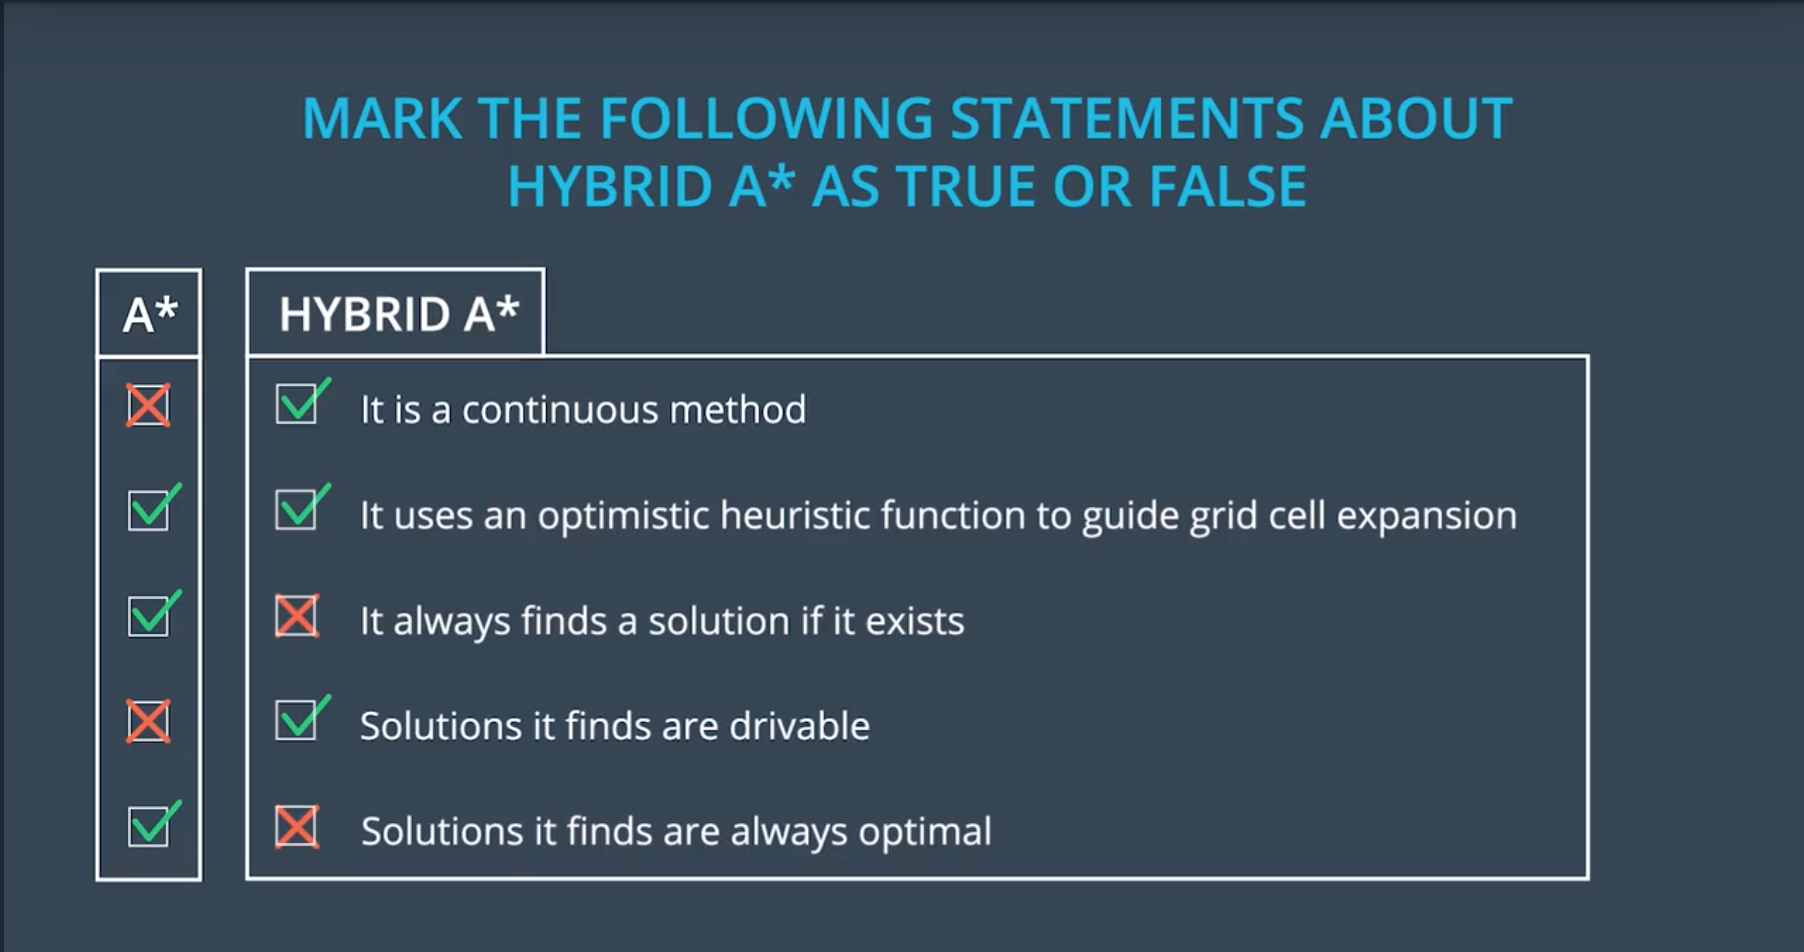 MARK THE FOLLOWING STATEMENTS ABOUT
HYBRID A* AS TRUE OR FALSE
A*
HYBRID A*
It is a continuous method
It uses an optimistic heuristic function to guide grid cell expansion
It always finds a solution if it exists
Solutions it finds are drivable
Solutions it finds are always optimal